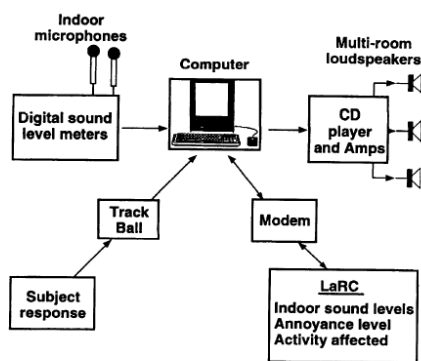 Indoor
microphones
Computer
Multi-room
loudspeakers
Digital sound
level meters
CD
player
and Amps
Track
Ball
Modem
Subject
response
LaRC
Indoor sound levels
Annoyance level
Activity affected